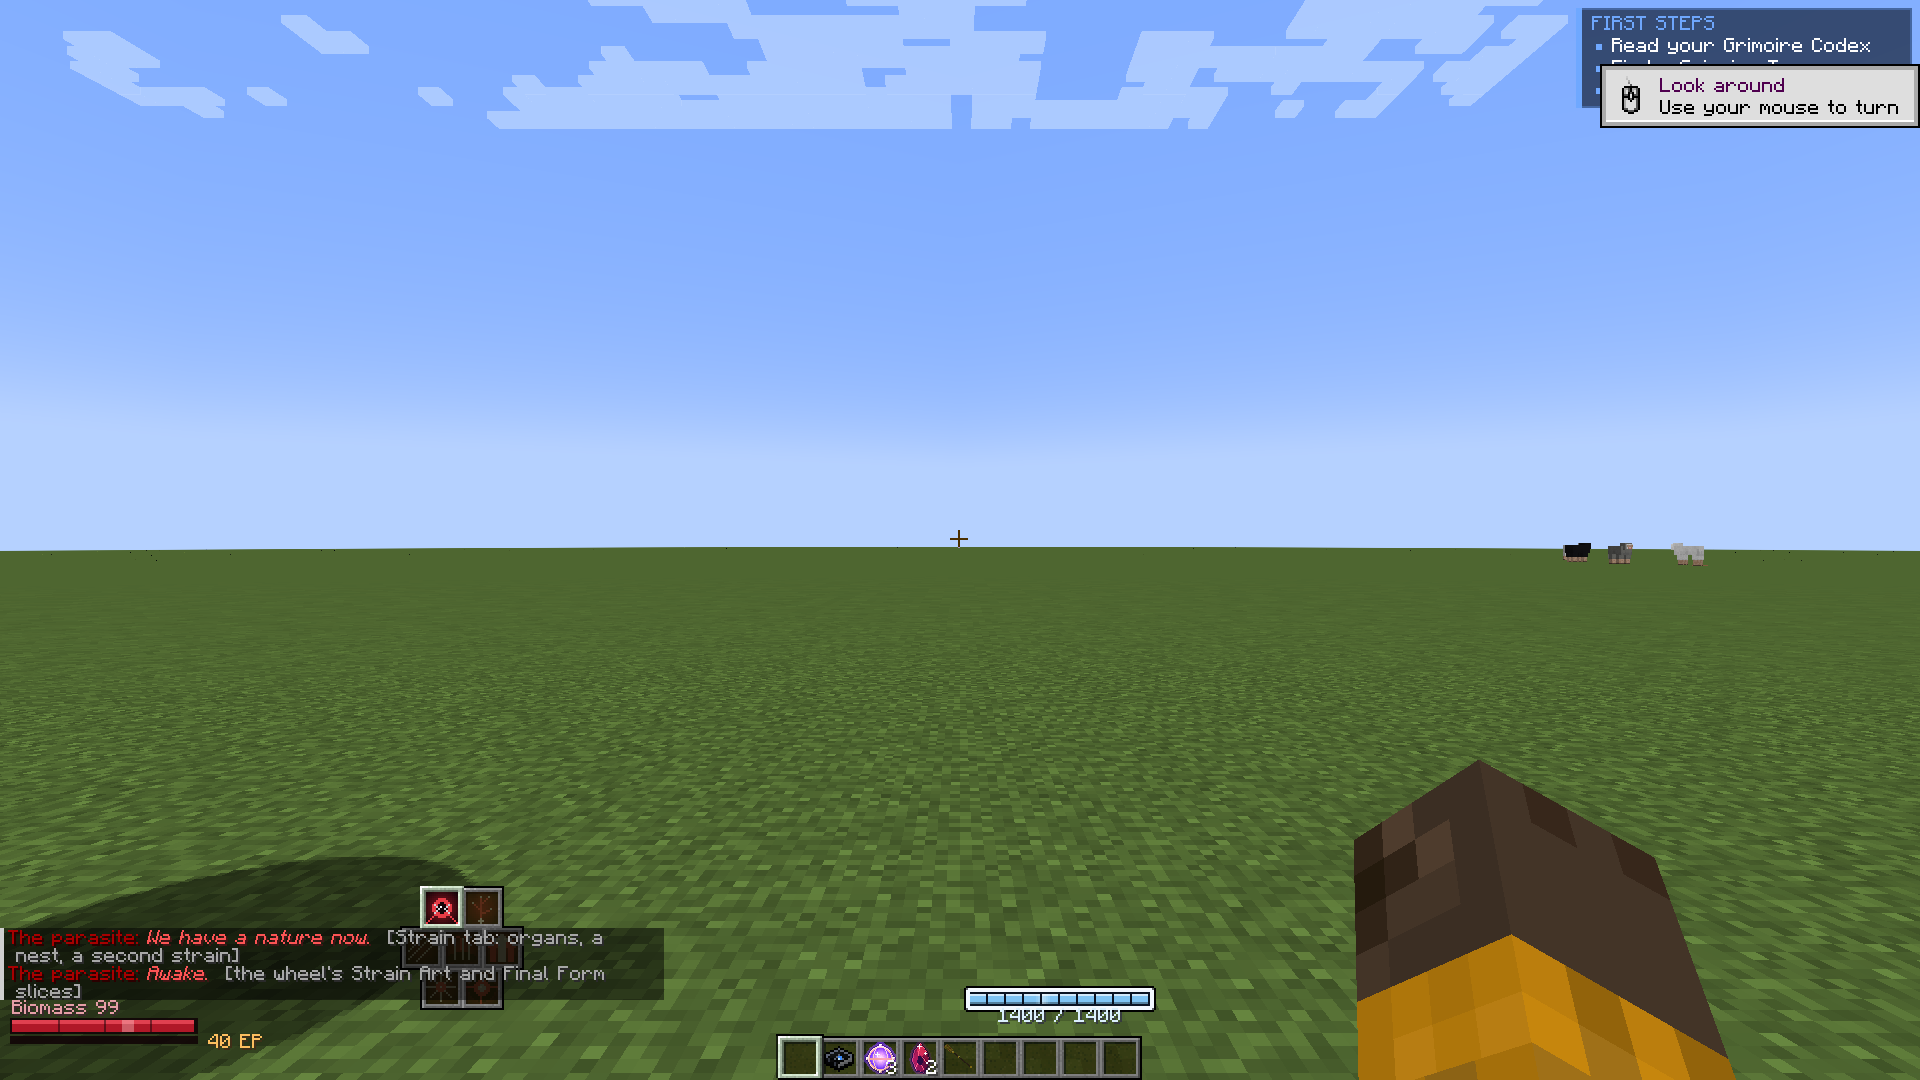 FIRST STEPS
Read your Grimoire Codex
Look around
Use your mouse to turn
The parasite: We have a nature now. [Strain tab: organs, a
nest, a second strain]
The parasite: Awake. [the wheel's Strain Art and Final Form
slices]
Biomass 99
40 EP
1400 / 1400
3
2